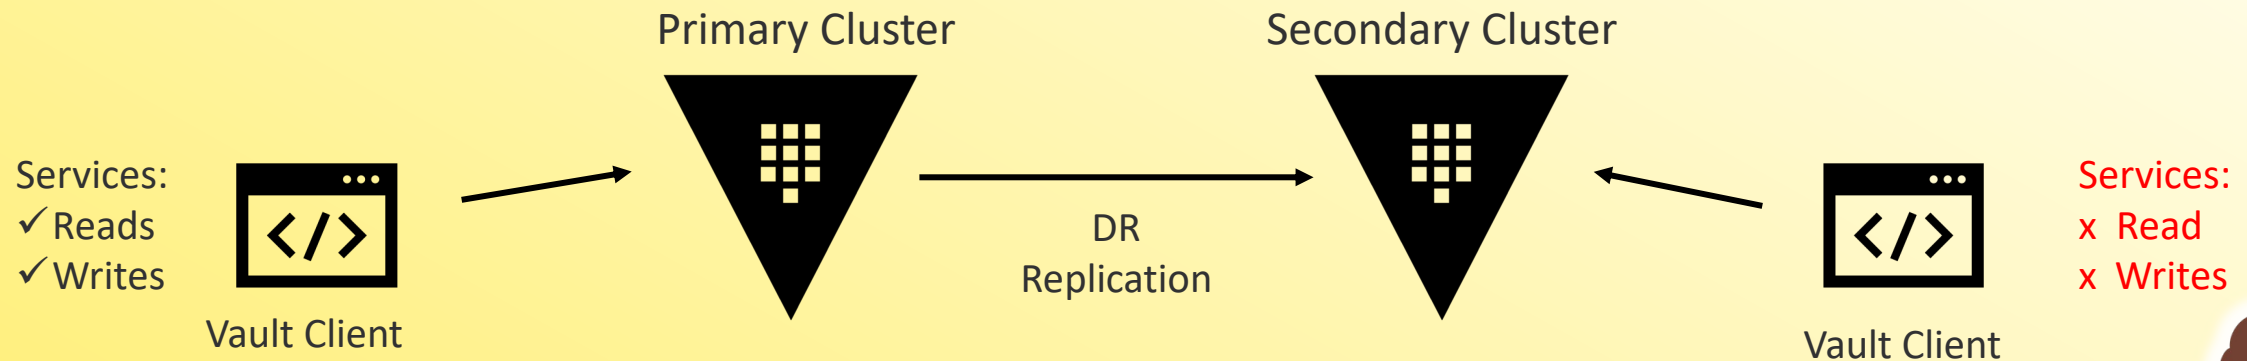 Primary Cluster
Secondary Cluster
Services:
✓ Reads
✓ Writes
</>
Vault Client
DR
Replication
</>
Vault Client
Services:
x Read
x Writes